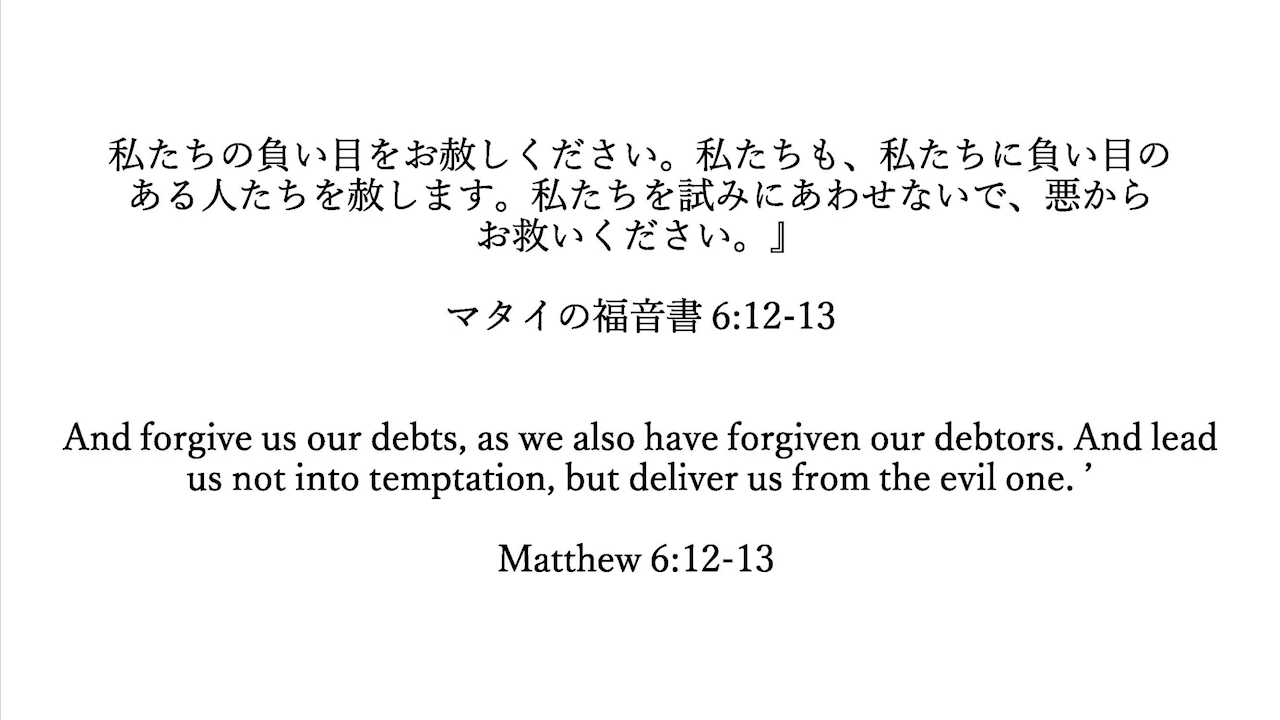 私たちの負い目をお赦しください。私たちも、私たちに負い目の
ある人たちを赦します。私たちを試みにあわせないで、悪から
お救いください。』
マタイの福音書 6:12-13
And forgive us our debts, as we also have forgiven our debtors. And lead
us not into temptation, but deliver us from the evil one. ’
Matthew 6:12-13